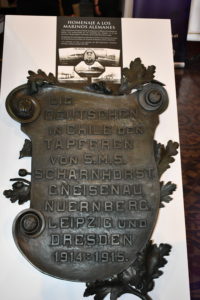 HOMENAJE A LOS
MARINOS ALEMANES
DIE
DEUTSCHEN
IN CHILE DEN
TAPFEREN
VON S.M.S.
SCHARNHORST
GNEISENAU
NUERNBERG
LEIPZIG UND
DRESDEN
1914-1915.